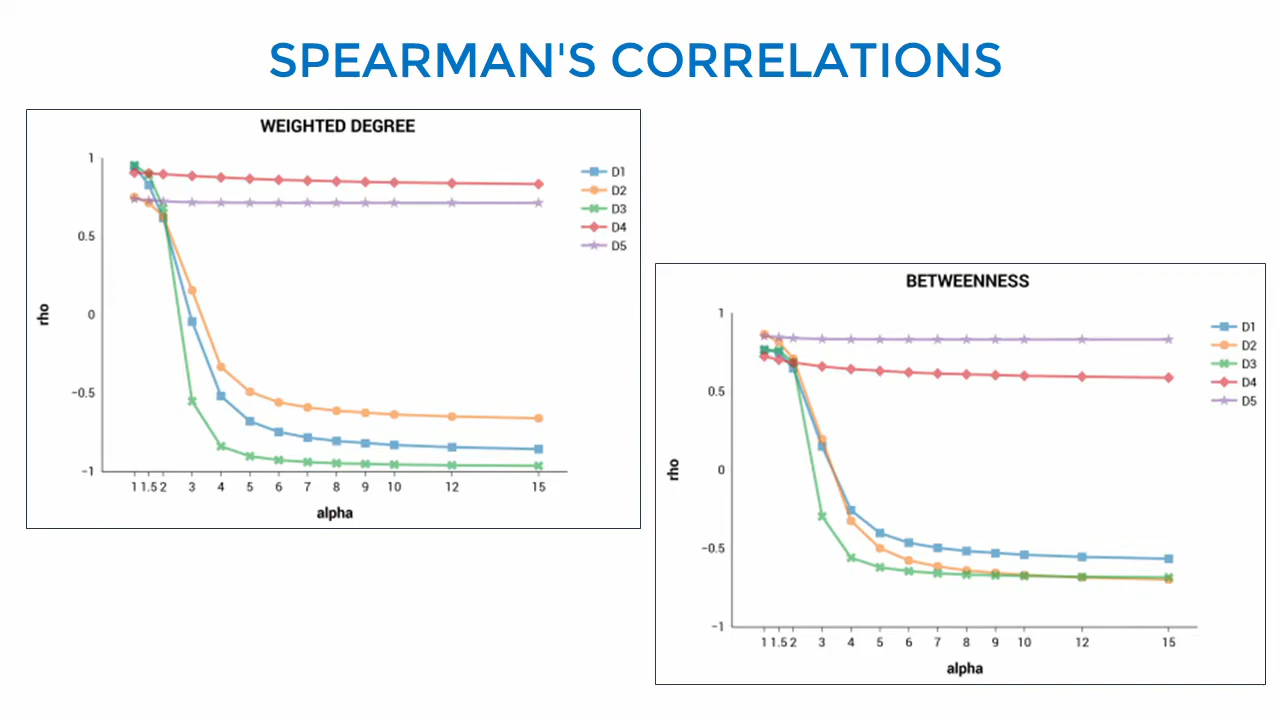 SPEARMAN'S CORRELATIONS
WEIGHTED DEGREE
1
0.5
0
−0.5
−1
rho
1 1.5 2 3 4 5 6 7 8 9 10 12 15
alpha
D1
D2
D3
D4
D5
BETWEENNESS
1
0.5
0
−0.5
−1
rho
1 1.5 2 3 4 5 6 7 8 9 10 12 15
alpha
D1
D2
D3
D4
D5